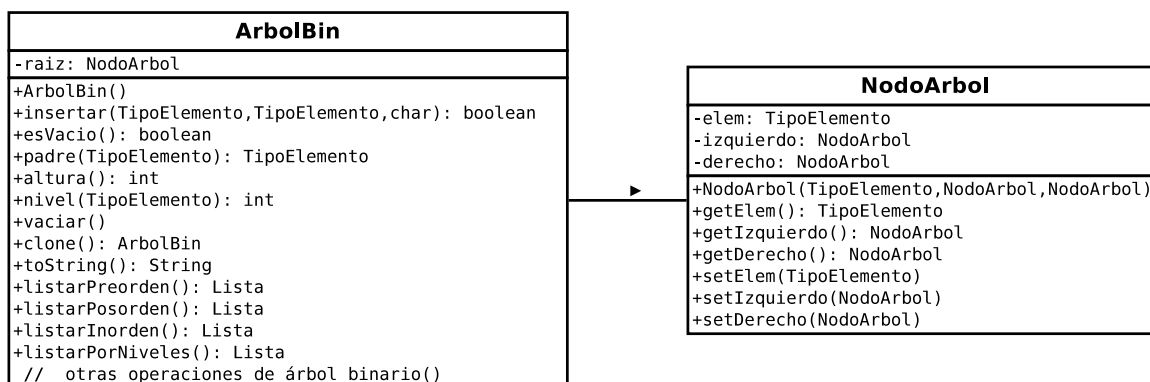 ArbolBin
-raiz: NodoArbol
+ArbolBin()
+insertar(TipoElemento,TipoElemento,char): boolean
+esVacio(): boolean
+padre(TipoElemento): TipoElemento
+altura(): int
+nivel(TipoElemento): int
+vaciar()
+clone(): ArbolBin
+toString(): String
+listarPreorden(): Lista
+listarPosorden(): Lista
+listarInorden(): Lista
+listarPorNiveles(): Lista
// otras operaciones de árbol binario()
NodoArbol
-elem: TipoElemento
-izquierdo: NodoArbol
-derecho: NodoArbol
+NodoArbol(TipoElemento,NodoArbol,NodoArbol)
+getElem(): TipoElemento
+getIzquierdo(): NodoArbol
+getDerecho(): NodoArbol
+setElem(TipoElemento)
+setIzquierdo(NodoArbol)
+setDerecho(NodoArbol)